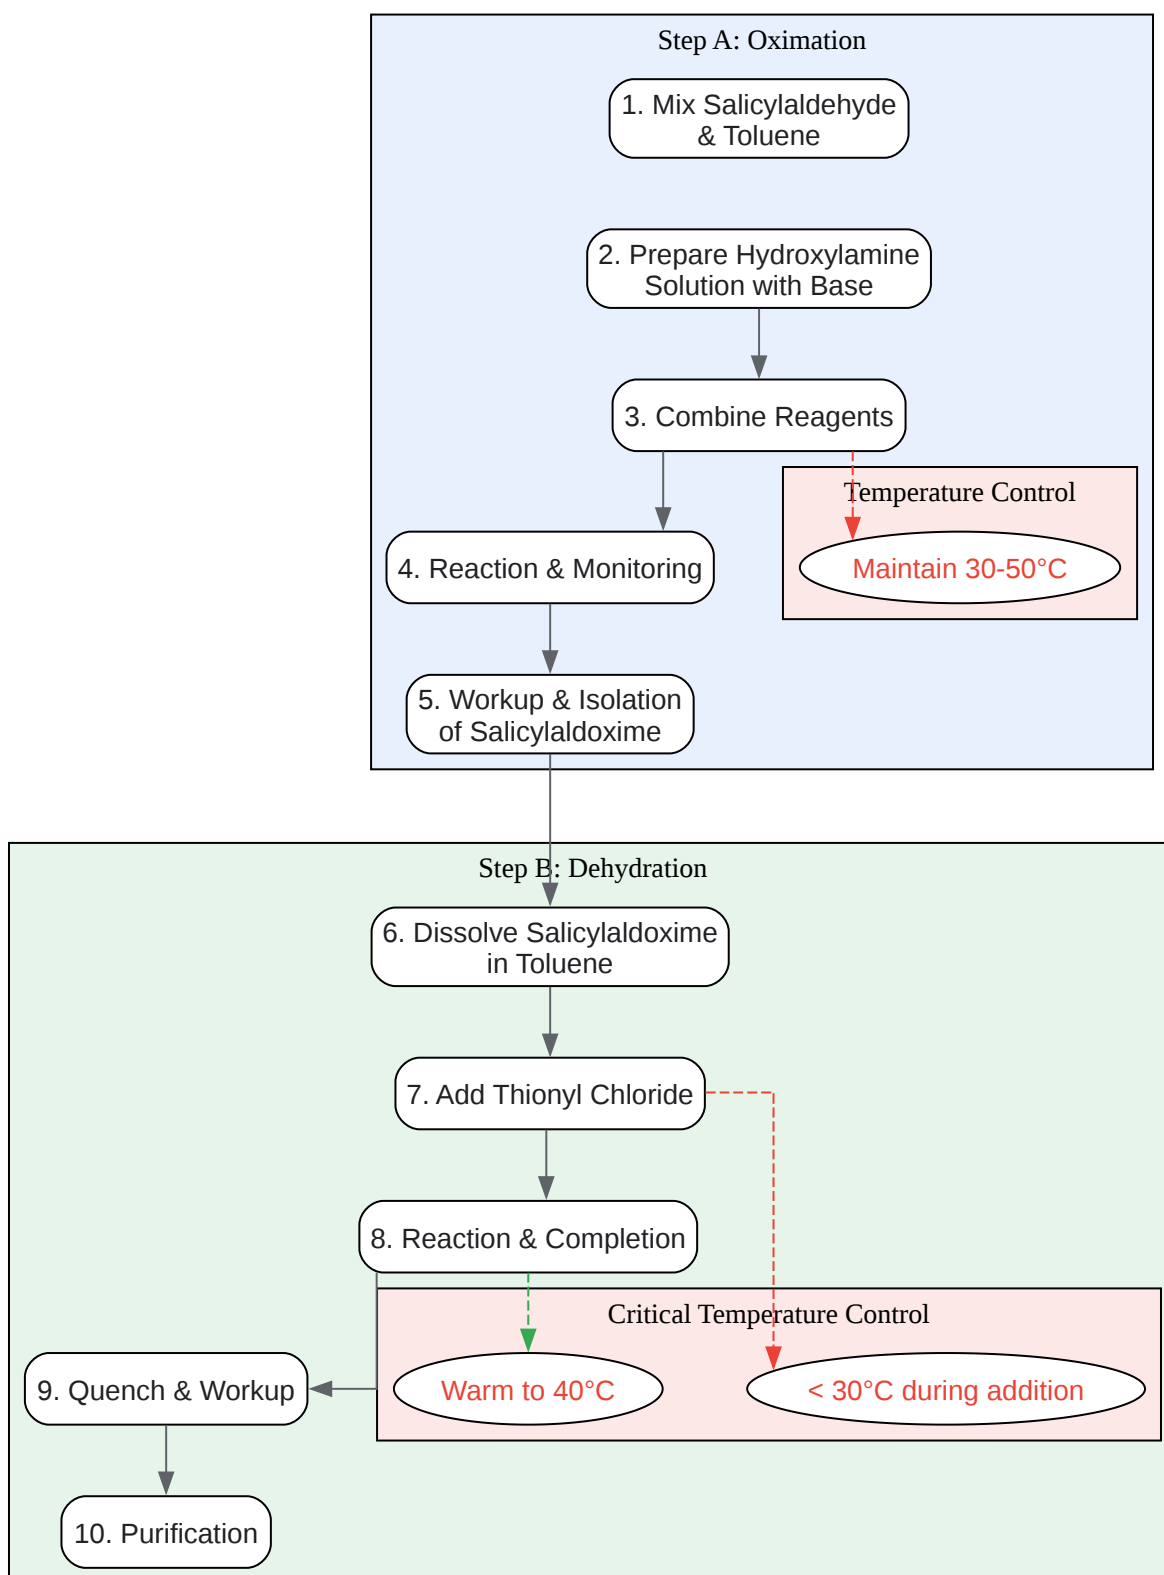 Step A: Oximation
1. Mix Salicylaldehyde
& Toluene
2. Prepare Hydroxylamine
Solution with Base
3. Combine Reagents
Temperature Control
4. Reaction & Monitoring
Maintain 30-50°C
5. Workup & Isolation
of Salicylaldoxime
Step B: Dehydration
6. Dissolve Salicylaldoxime
in Toluene
7. Add Thionyl Chloride
8. Reaction & Completion
Critical Temperature Control
9. Quench & Workup
Warm to 40°C
< 30°C during addition
10. Purification